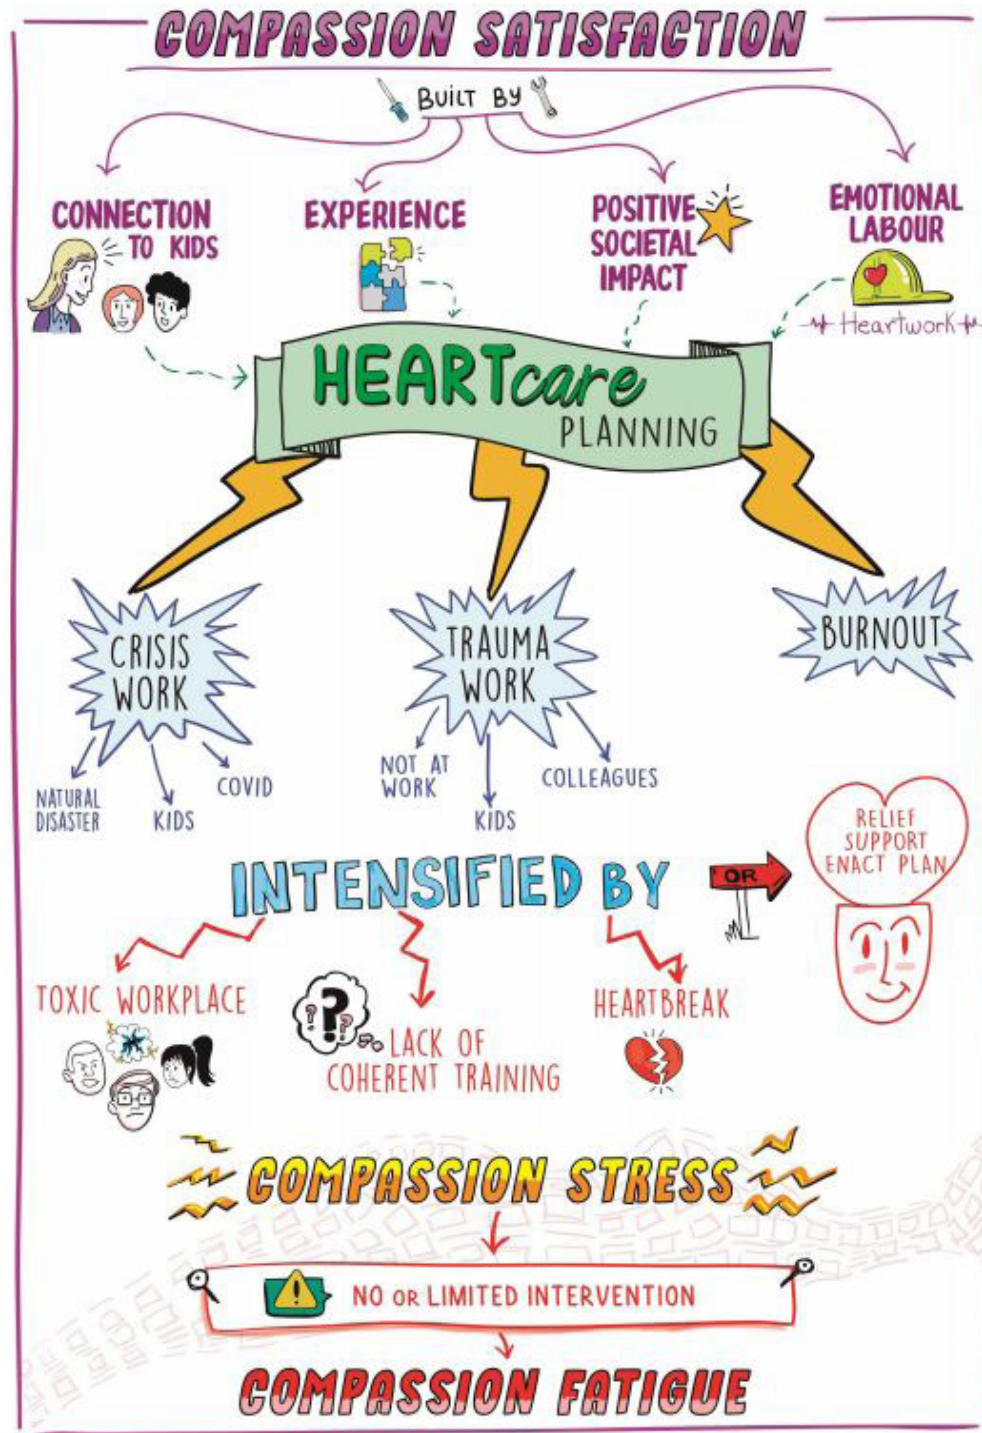 COMPASSION SATISFACTION
BUILT BY
CONNECTION
TO KIDS
EXPERIENCE
POSITIVE
SOCIETAL
IMPACT
EMOTIONAL
LABOUR
Heartwork
HEARTcare
PLANNING
CRISIS
WORK
TRAUMA
WORK
BURNOUT
NATURAL
DISASTER
KIDS
COVID
NOT AT
WORK
KIDS
COLLEAGUES
RELIEF
SUPPORT
ENACT PLAN
INTENSIFIED BY
OR
TOXIC WORKPLACE
???
LACK OF
COHERENT TRAINING
HEARTBREAK
COMPASSION STRESS
! NO OR LIMITED INTERVENTION
COMPASSION FATIGUE